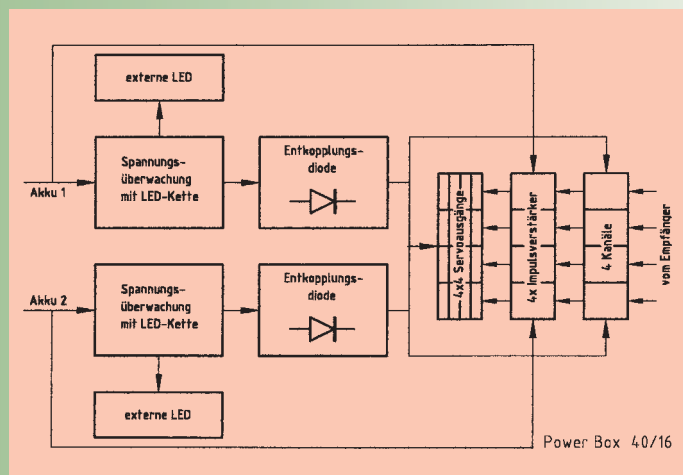 externe LED
Akku 1
Spannungs-
überwachung
mit LED-Kette
Entkopplungs-
diode
4x4 Servoausgänge
4x Impulsverstärker
4 Kanäle
vom Empfänger
Akku 2
Spannungs-
überwachung
mit LED-Kette
Entkopplungs-
diode
externe LED
Power Box 40/16